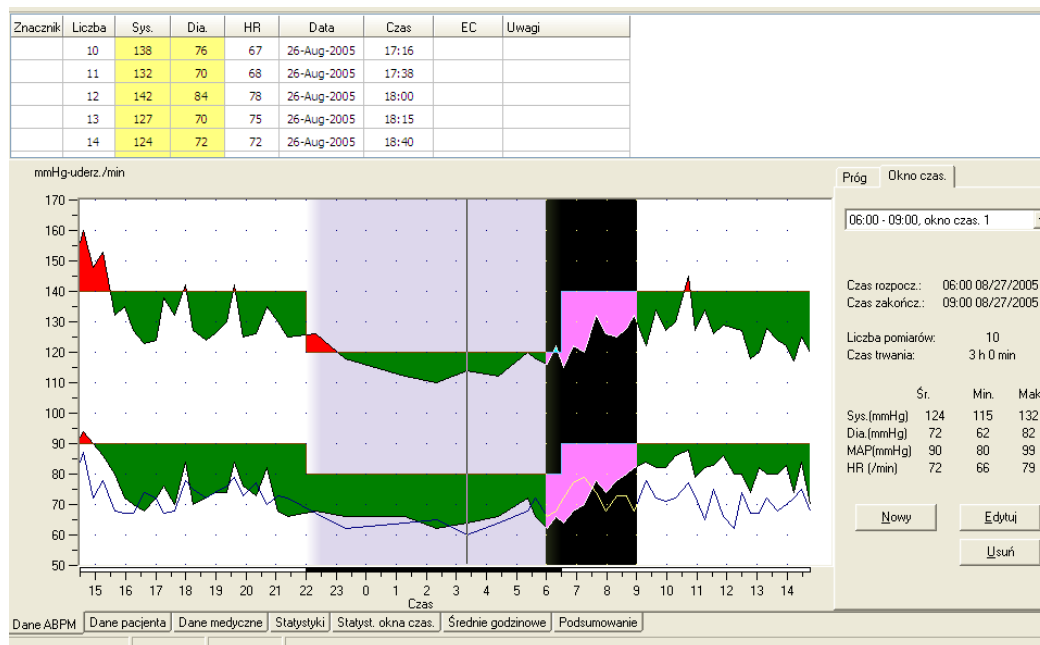 Znacznik Liczba Sys. Dia. HR Data Czas EC Uwagi
10 138 76 67 26-Aug-2005 17:16
11 132 70 68 26-Aug-2005 17:38
12 142 84 78 26-Aug-2005 18:00
13 127 70 75 26-Aug-2005 18:15
14 124 72 72 26-Aug-2005 18:40
mmHg-uderz./min
170
160
150
140
130
120
110
100
90
80
70
60
50
15 16 17 18 19 20 21 22 23 0 1 2 3 4 5 6 7 8 9 10 11 12 13 14
Czas
Próg Okno czas.
06:00 - 09:00, okno czas. 1
Czas rozpocz.: 06:00 08/27/2005
Czas zakończ.: 09:00 08/27/2005
Liczba pomiarów: 10
Czas trwania: 3 h 0 min
Śr. Min. Mak
Sys.(mmHg) 124 115 132
Dia.(mmHg) 72 62 82
MAP(mmHg) 90 80 99
HR (/min) 72 66 79
Nowy Edytuj
Usuń
Dane ABPM Dane pacjenta Dane medyczne Statystyki Statyst. okna czas. Średnie godzinowe Podsumowanie